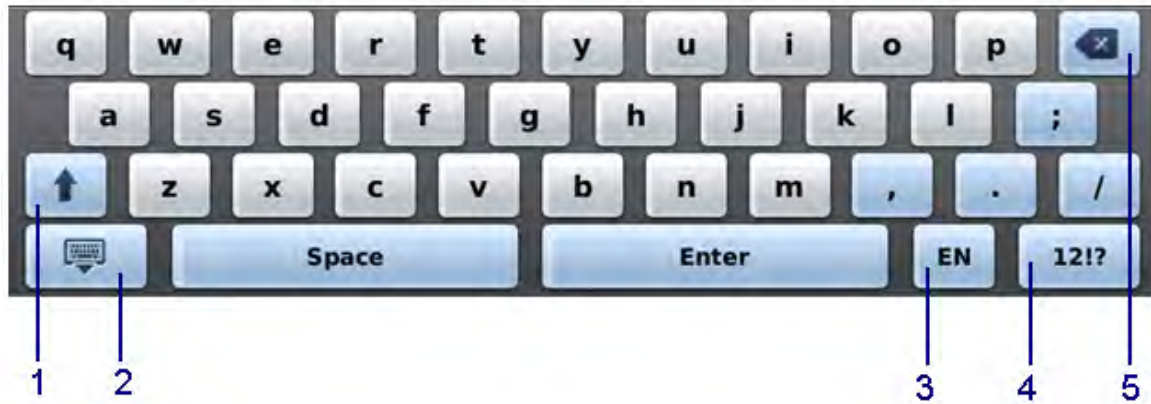 q w e r t y u i o p
a s d f g h j k l ;
z x c v b n m , . /
Space Enter EN 12!?
1 2 3 4 5